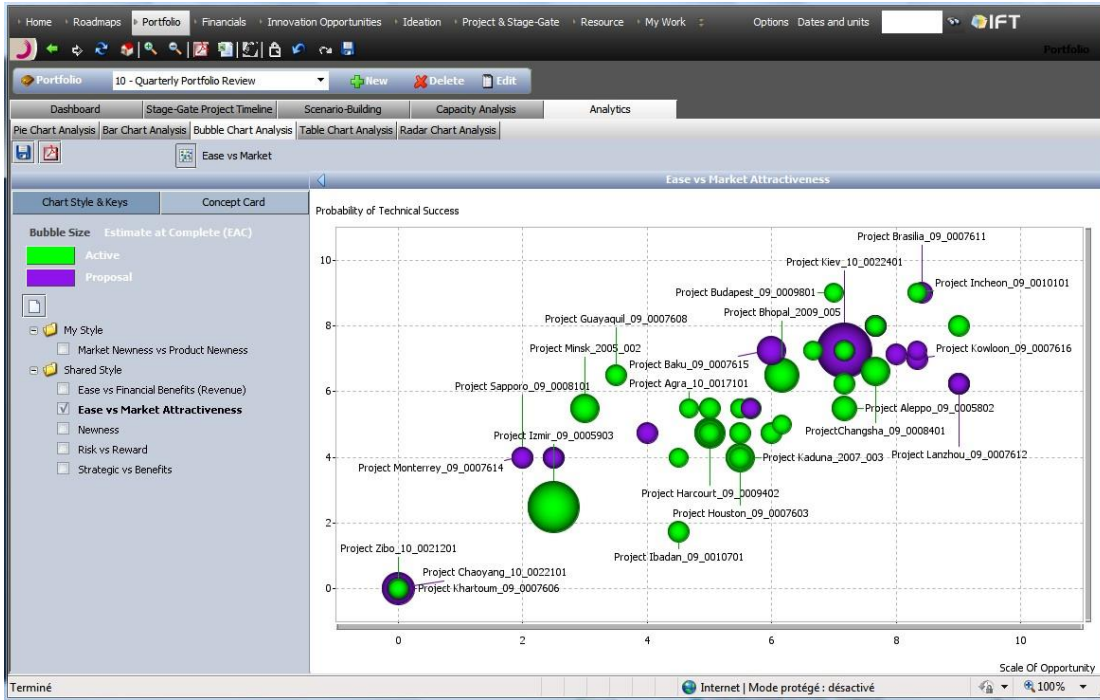 Home Roadmaps Portfolio Financials Innovation Opportunities Ideation Project & Stage-Gate Resource My Work Options Dates and units IFT
Portfolio
Portfolio 10 - Quarterly Portfolio Review New Delete Edit
Dashboard Stage-Gate Project Timeline Scenario-Building Capacity Analysis Analytics
Pie Chart Analysis Bar Chart Analysis Bubble Chart Analysis Table Chart Analysis Radar Chart Analysis
Ease vs Market
Ease vs Market Attractiveness
Chart Style & Keys Concept Card
Bubble Size Estimate at Complete (EAC)
Active
Proposal
My Style
Market Newness vs Product Newness
Shared Style
Ease vs Financial Benefits (Revenue)
Ease vs Market Attractiveness
Newness
Risk vs Reward
Strategic vs Benefits
Probability of Technical Success
Project Brasilia_09_0007611
10
Project Kiev_10_0022401
Project Budapest_09_0009801
Project Incheon_09_0010101
Project Guayaquil_09_0007608
Project Bhopal_2009_005
8
Project Minsk_2005_002
Project Baku_09_0007615
Project Kowloon_09_0007616
Project Sapporo_09_0008101
Project Agra_10_0017101
6
Project Aleppo_09_0005802
Project Izmir_09_0005903
ProjectChangsha_09_0008401
4
Project Monterrey_09_0007614
Project Kaduna_2007_003
Project Lanzhou_09_0007612
Project Harcourt_09_0009402
Project Houston_09_0007603
2
Project Ibadan_09_0010701
Project Zibo_10_0021201
Project Chaoyang_10_0022101
0
Project Khartoum_09_0007606
0 2 4 6 8 10
Scale Of Opportunity
Terminé Internet | Mode protégé : désactivé 100%